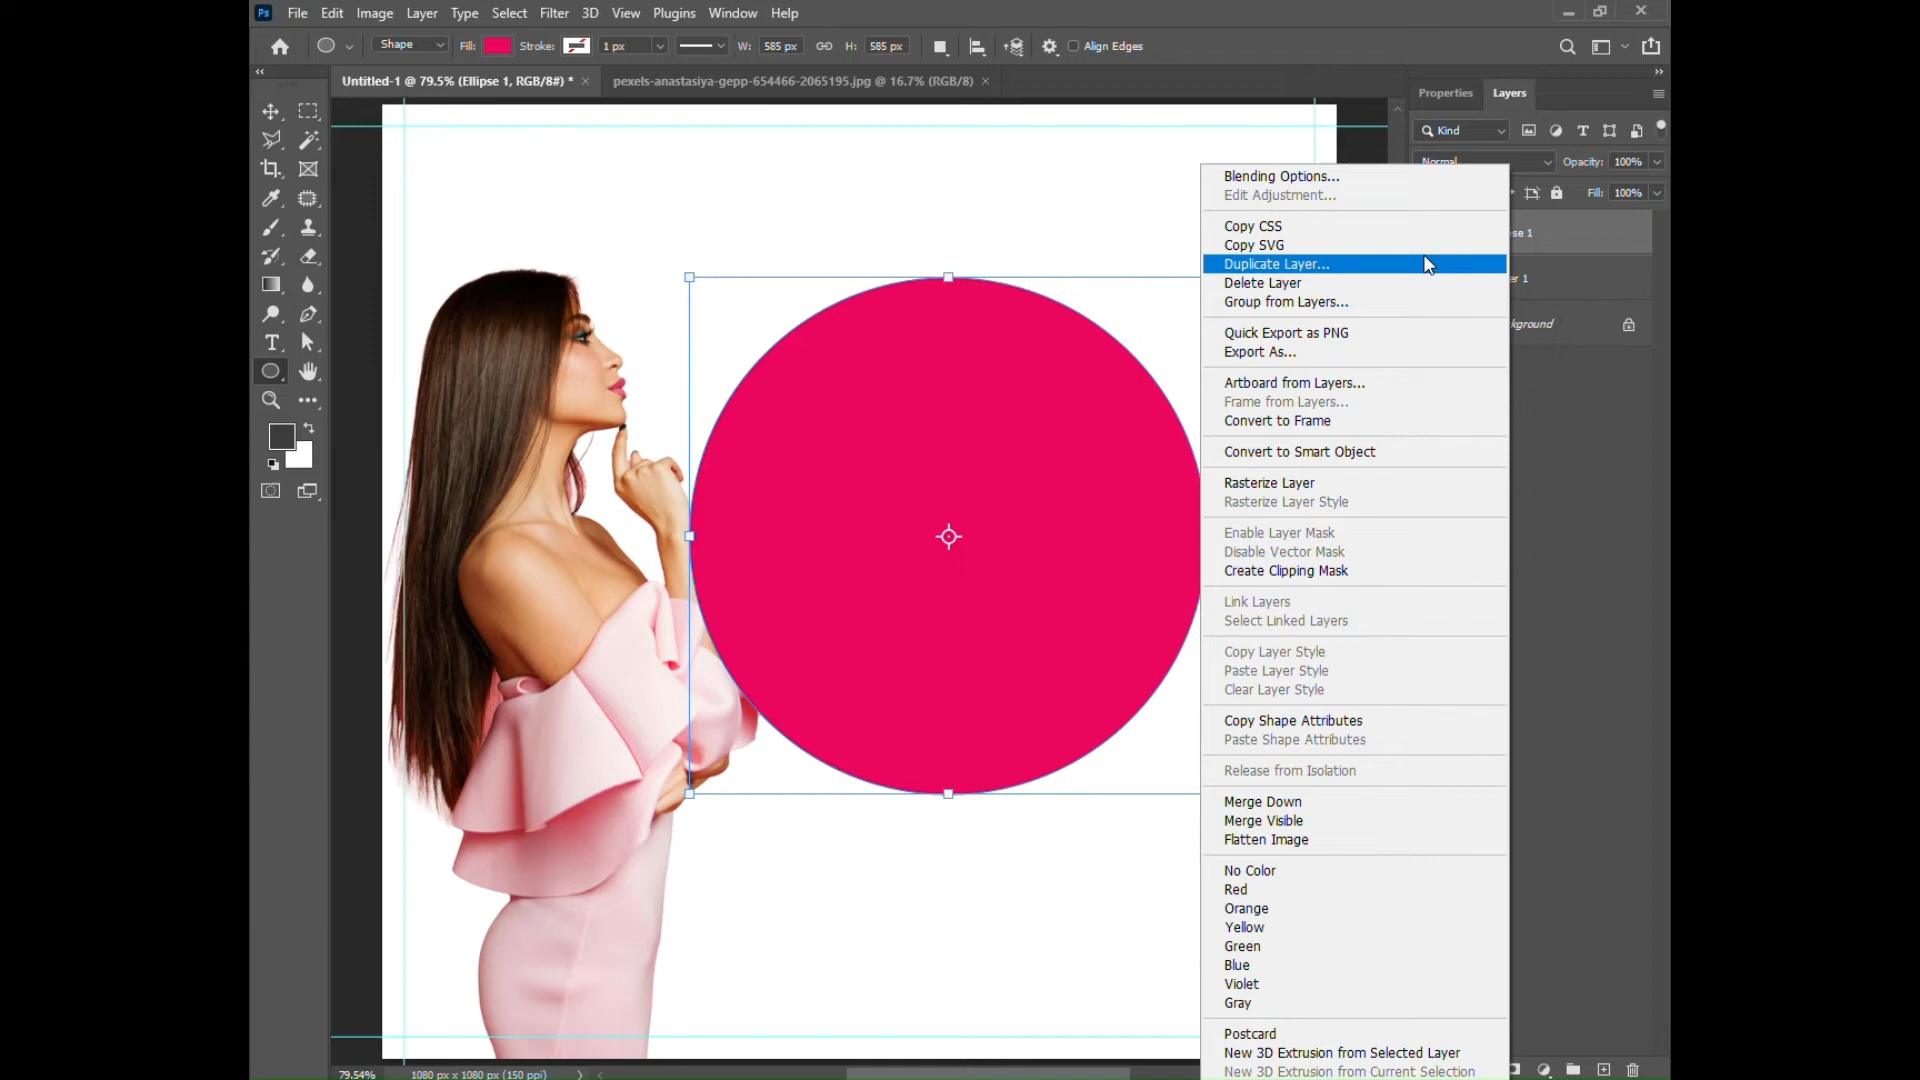 Ps File Edit Image Layer Type Select Filter 3D View Plugins Window Help
Shape Fill: Stroke: 1 px W: 585 px H: 585 px Align Edges
Untitled-1 @ 79.5% (Ellipse 1, RGB/8#) * × pexels-anastasiya-gepp-654466-2065195.jpg @ 16.7% (RGB/8) ×
Properties Layers
Kind
Opacity: 100%
Fill: 100%
Blending Options...
Edit Adjustment...
Copy CSS
Copy SVG
Duplicate Layer...
Delete Layer
Group from Layers...
Quick Export as PNG
Export As...
Artboard from Layers...
Frame from Layers...
Convert to Frame
Convert to Smart Object
Rasterize Layer
Rasterize Layer Style
Enable Layer Mask
Disable Vector Mask
Create Clipping Mask
Link Layers
Select Linked Layers
Copy Layer Style
Paste Layer Style
Clear Layer Style
Copy Shape Attributes
Paste Shape Attributes
Release from Isolation
Merge Down
Merge Visible
Flatten Image
No Color
Red
Orange
Yellow
Green
Blue
Violet
Gray
Postcard
New 3D Extrusion from Selected Layer
New 3D Extrusion from Current Selection
79.54% 1080 px x 1080 px (150 ppi)